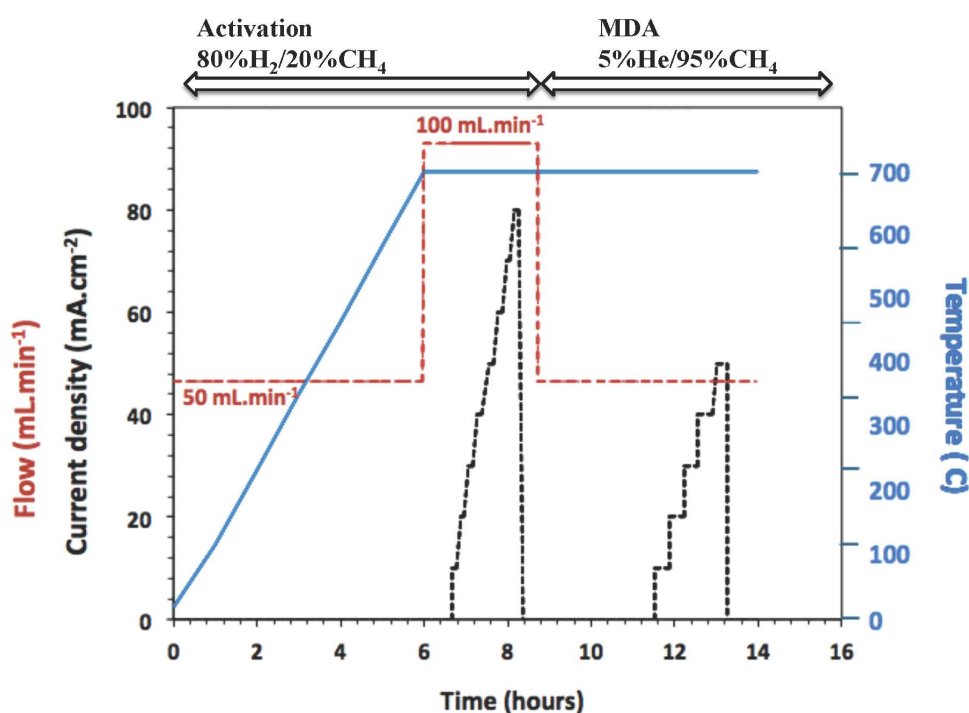 Activation
80%H₂/20%CH₄
MDA
5%He/95%CH₄
100
80
60
40
20
0
Flow (mL.min⁻¹)
Current density (mA.cm⁻²)
100 mL.min⁻¹
50 mL.min⁻¹
700
600
500
400
300
200
100
0
Temperature ( C)
0 2 4 6 8 10 12 14 16
Time (hours)